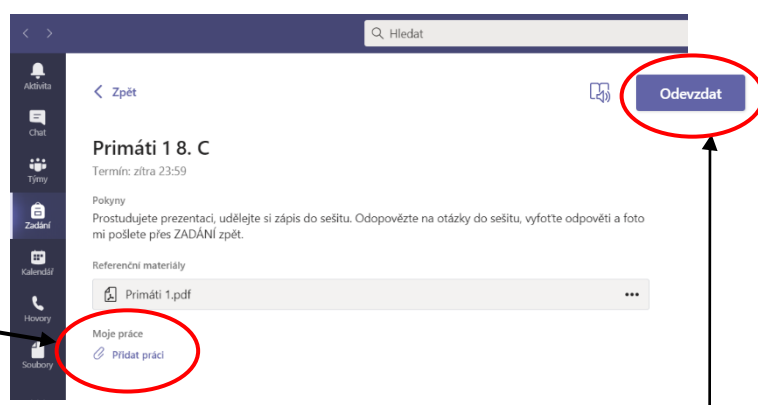 Hledat
Aktivita
Chat
Týmy
Zadání
Kalendář
Hovory
Soubory
Zpět
Odevzdat
Primáti 1 8. C
Termín: zítra 23:59
Pokyny
Prostudujete prezentaci, udělejte si zápis do sešitu. Odopovězte na otázky do sešitu, vyfoťte odpověti a foto
mi pošlete přes ZADÁNÍ zpět.
Referenční materiály
Primáti 1.pdf
Moje práce
Přidat práci